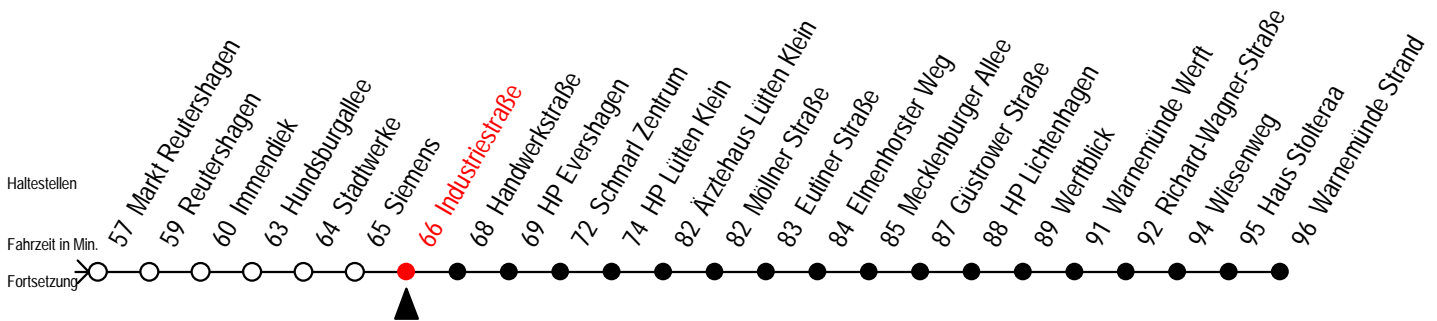 Haltestellen
Fahrzeit in Min.
Fortsetzung
57 Markt Reutershagen
59 Reutershagen
60 Immendiek
63 Hundsburgallee
64 Stadtwerke
65 Siemens
66 Industriestraße
68 Handwerkstraße
69 HP Evershagen
72 Schmarl Zentrum
74 HP Lütten Klein
82 Ärztehaus Lütten Klein
82 Möllner Straße
83 Eutiner Straße
84 Elmenhorster Weg
85 Mecklenburger Allee
87 Güstrower Straße
88 HP Lichtenhagen
89 Werftblick
91 Warnemünde Werft
92 Richard-Wagner-Straße
94 Wiesenweg
95 Haus Stolteraa
96 Warnemünde Strand